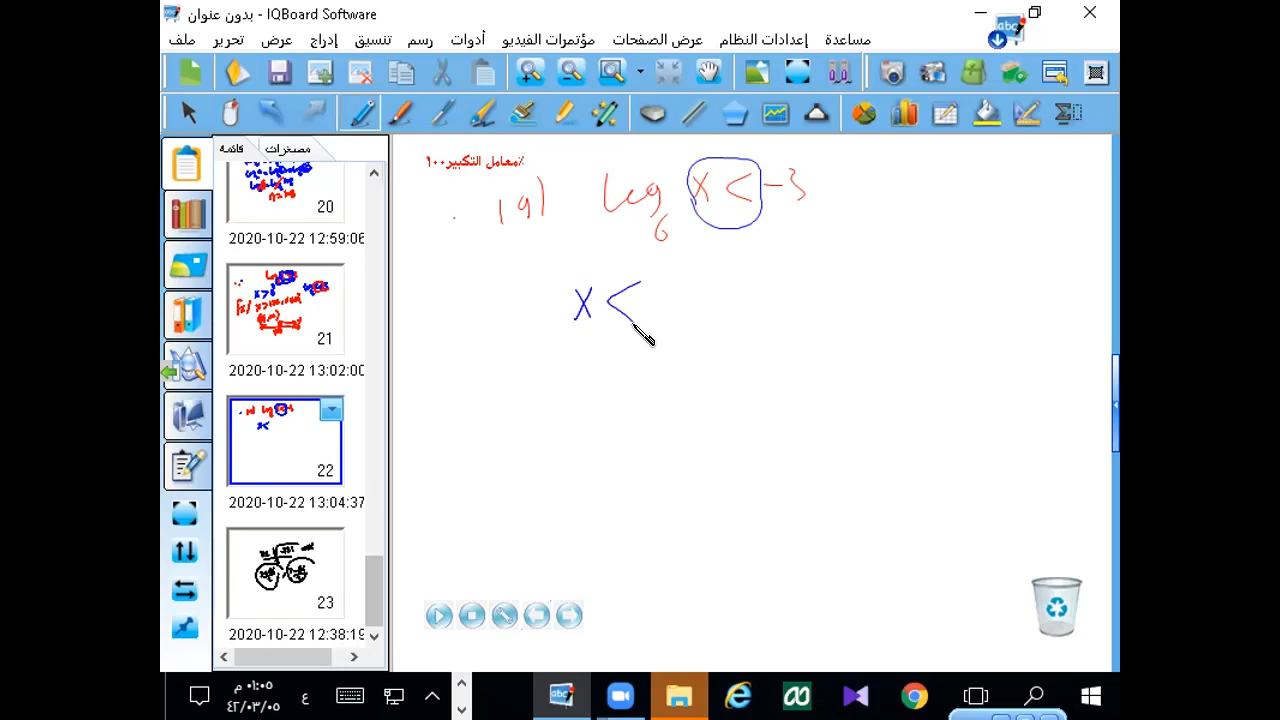 بدون عنوان - IQBoard Software
ملف تحرير عرض إدراج تنسيق رسم أدوات مؤتمرات الفيديو عرض الصفحات إعدادات النظام مساعدة
قائمة مصغرات
معامل التكبير١٠٠٪
19) log₆ x < -3
x <
20
2020-10-22 12:59:06
21
2020-10-22 13:02:00
22
2020-10-22 13:04:37
23
2020-10-22 12:38:19
٠١:٠٥ م
٤٢/٠٣/٠٥
ع